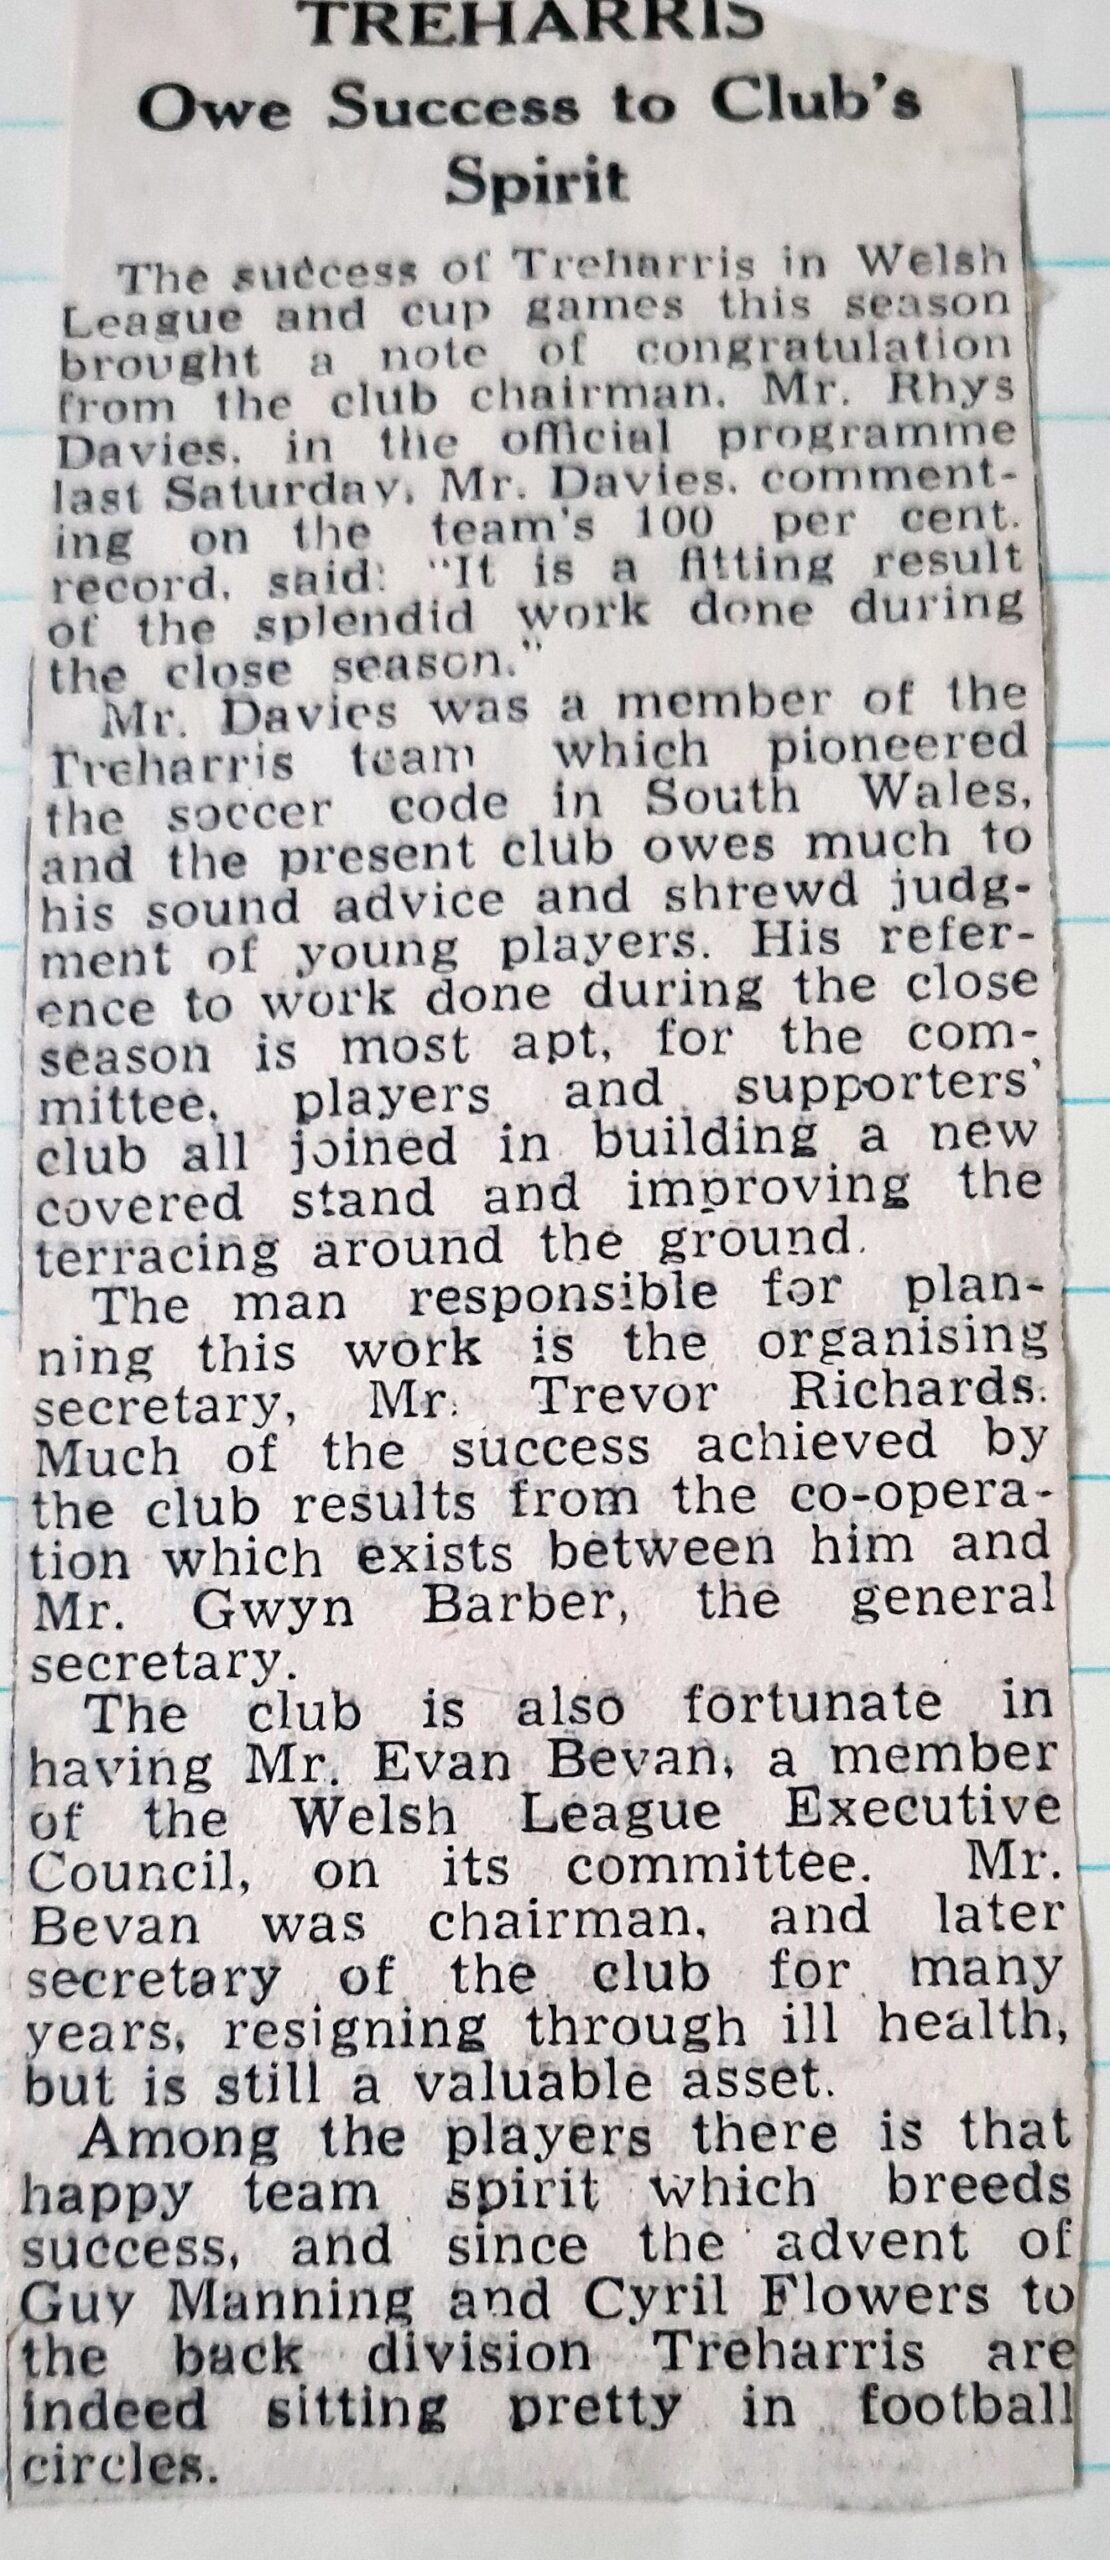 TREHARRIS
Owe Success to Club's
Spirit
The success of Treharris in Welsh
League and cup games this season
brought a note of congratulation
from the club chairman, Mr. Rhys
Davies, in the official programme
last Saturday, Mr. Davies, comment-
ing on the team's 100 per cent.
record, said: "It is a fitting result
of the splendid work done during
the close season."
Mr. Davies was a member of the
Treharris team which pioneered
the soccer code in South Wales,
and the present club owes much to
his sound advice and shrewd judg-
ment of young players. His refer-
ence to work done during the close
season is most apt, for the com-
mittee, players and supporters'
club all joined in building a new
covered stand and improving the
terracing around the ground.
The man responsible for plan-
ning this work is the organising
secretary, Mr. Trevor Richards.
Much of the success achieved by
the club results from the co-opera-
tion which exists between him and
Mr. Gwyn Barber, the general
secretary.
The club is also fortunate in
having Mr. Evan Bevan, a member
of the Welsh League Executive
Council, on its committee. Mr.
Bevan was chairman, and later
secretary of the club for many
years, resigning through ill health,
but is still a valuable asset.
Among the players there is that
happy team spirit which breeds
success, and since the advent of
Guy Manning and Cyril Flowers to
the back division Treharris are
indeed sitting pretty in football
circles.